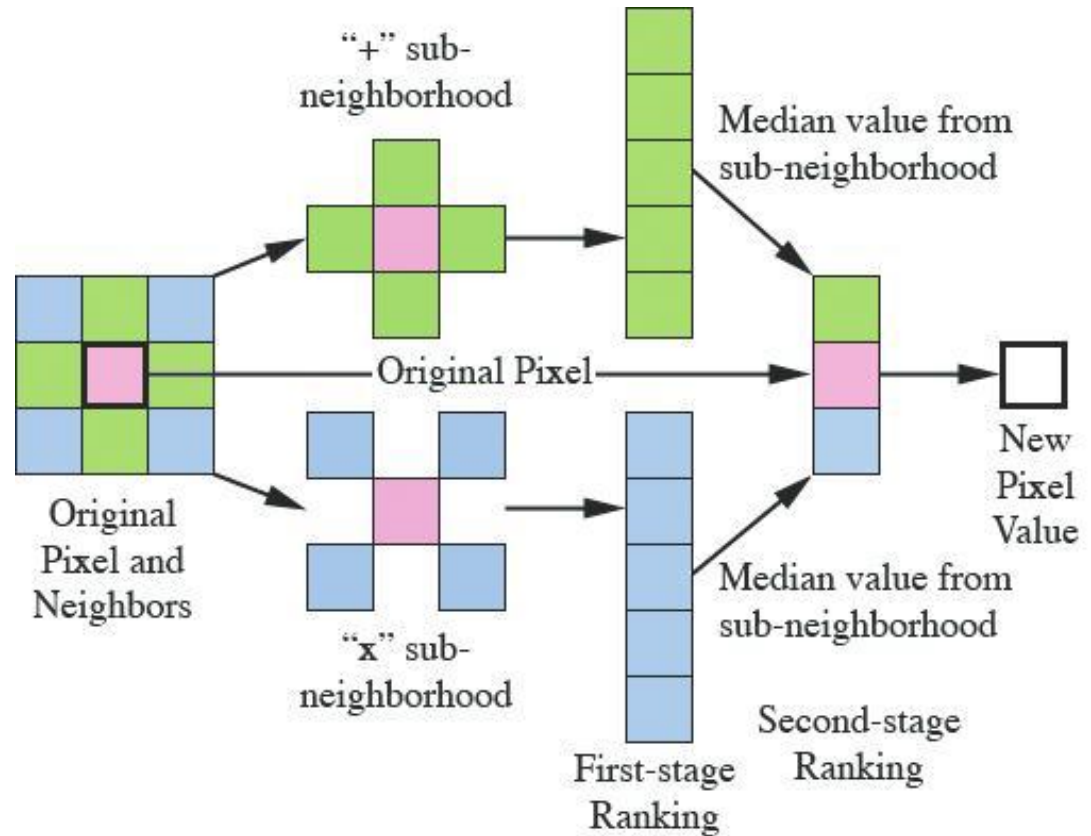 “+” sub-
neighborhood
Median value from
sub-neighborhood
Original Pixel
Original
Pixel and
Neighbors
New
Pixel
Value
“x” sub-
neighborhood
Median value from
sub-neighborhood
First-stage
Ranking
Second-stage
Ranking